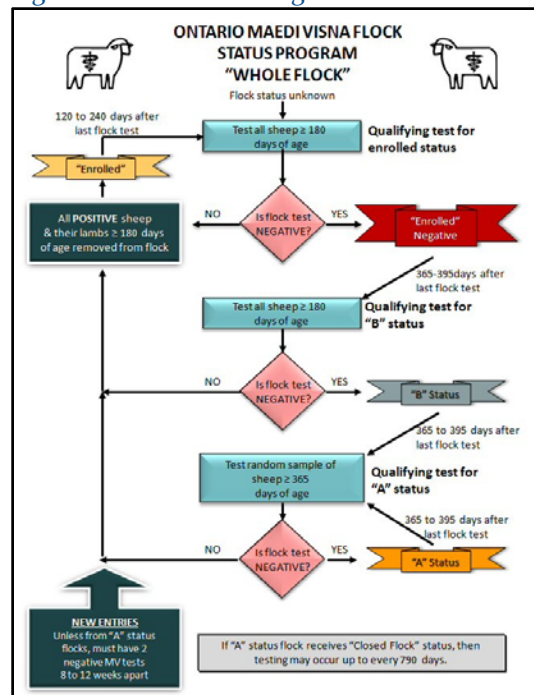 ONTARIO MAEDI VISNA FLOCK
STATUS PROGRAM
"WHOLE FLOCK"
Flock status unknown
120 to 240 days after
last flock test
Test all sheep ≥ 180
days of age
Qualifying test for
enrolled status
"Enrolled"
All POSITIVE sheep
& their lambs ≥ 180 days
of age removed from flock
NO
Is flock test
NEGATIVE?
YES
"Enrolled"
Negative
365-395days after
last flock test
Test all sheep ≥ 180
days of age
Qualifying test for
"B" status
NO
Is flock test
NEGATIVE?
YES
"B" Status
365 to 395 days after
last flock test
Test random sample of
sheep ≥ 365
days of age
Qualifying test for
"A" status
365 to 395 days after
last flock test
NO
Is flock test
NEGATIVE?
YES
"A" Status
NEW ENTRIES
Unless from "A" status
flocks, must have 2
negative MV tests
8 to 12 weeks apart
If "A" status flock receives "Closed Flock" status, then
testing may occur up to every 790 days.